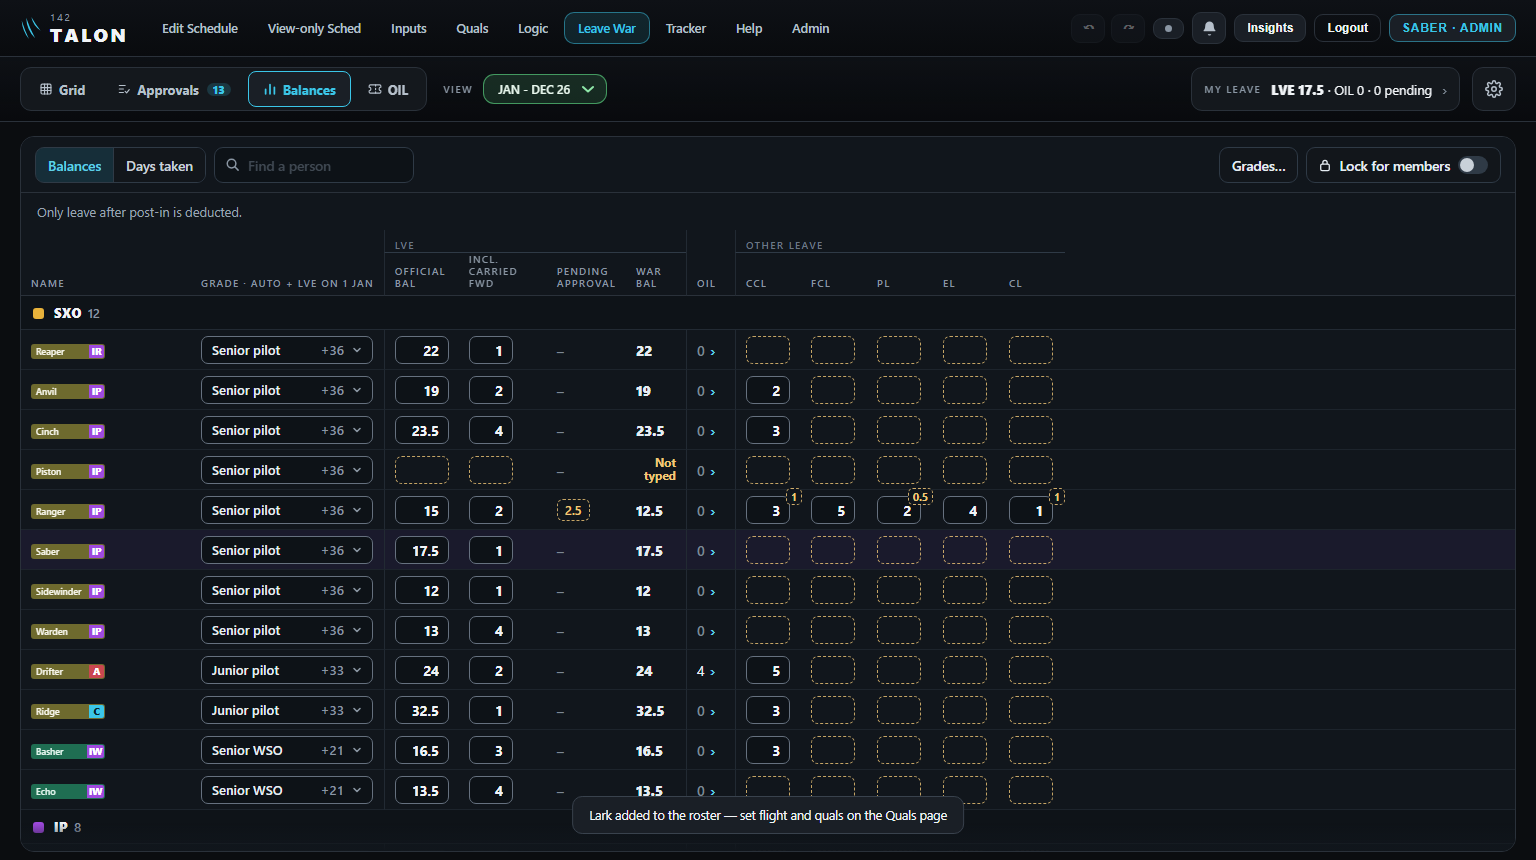 142
TALON
Edit Schedule
View-only Sched
Inputs
Quals
Logic
Leave War
Tracker
Help
Admin
Insights
Logout
SABER · ADMIN
Grid
Approvals 13
Balances
OIL
VIEW
JAN - DEC 26
MY LEAVE LVE 17.5 · OIL 0 · 0 pending ›
Balances
Days taken
Find a person
Grades...
Lock for members
Only leave after post-in is deducted.
LVE
OTHER LEAVE
NAME
GRADE · AUTO + LVE ON 1 JAN
OFFICIAL BAL
INCL. CARRIED FWD
PENDING APPROVAL
WAR BAL
OIL
CCL
FCL
PL
EL
CL
SXO 12
Reaper IR Senior pilot +36 22 1 – 22 0 ›
Anvil IP Senior pilot +36 19 2 – 19 0 › 2
Cinch IP Senior pilot +36 23.5 4 – 23.5 0 › 3
Piston IP Senior pilot +36 – Not typed 0 ›
Ranger IP Senior pilot +36 15 2 2.5 12.5 0 › 3 1 5 2 0.5 4 1 1
Saber IP Senior pilot +36 17.5 1 – 17.5 0 ›
Sidewinder IP Senior pilot +36 12 1 – 12 0 ›
Warden IP Senior pilot +36 13 4 – 13 0 ›
Drifter A Junior pilot +33 24 2 – 24 4 › 5
Ridge C Junior pilot +33 32.5 1 – 32.5 0 › 3
Basher IW Senior WSO +21 16.5 3 – 16.5 0 › 3
Echo IW Senior WSO +21 13.5 4 – 13.5 0 ›
IP 8
Lark added to the roster — set flight and quals on the Quals page